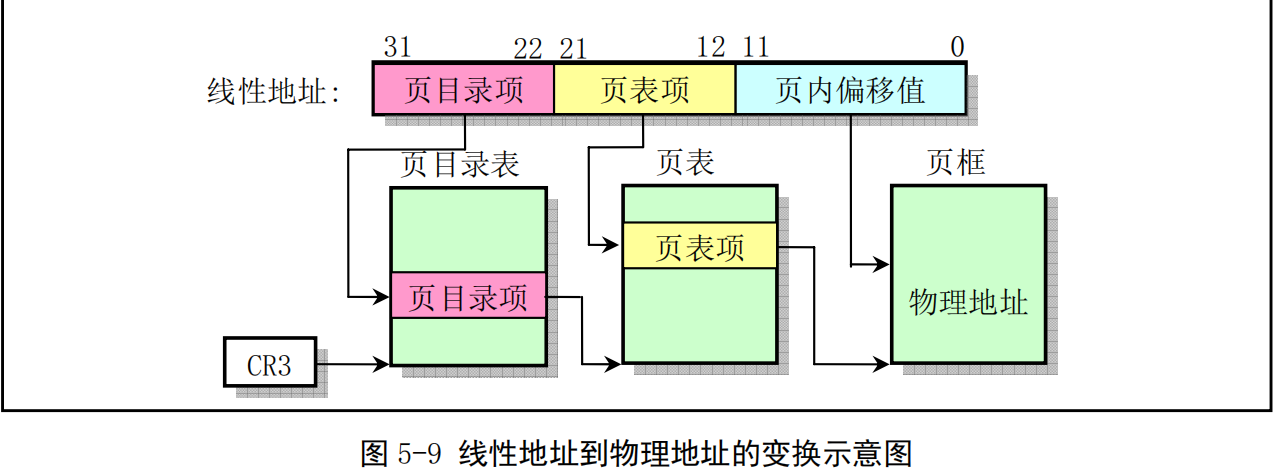 31 22 21 12 11 0
线性地址: 页目录项 页表项 页内偏移值
页目录表 页表 页框
页表项
页目录项 物理地址
CR3
图 5-9 线性地址到物理地址的变换示意图